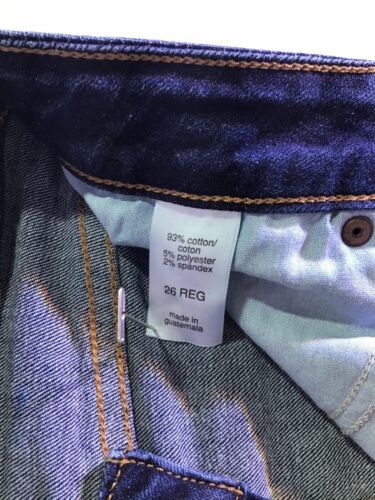 93% cotton/
coton
5% polyester
2% spandex
26 REG
made in
guatemala